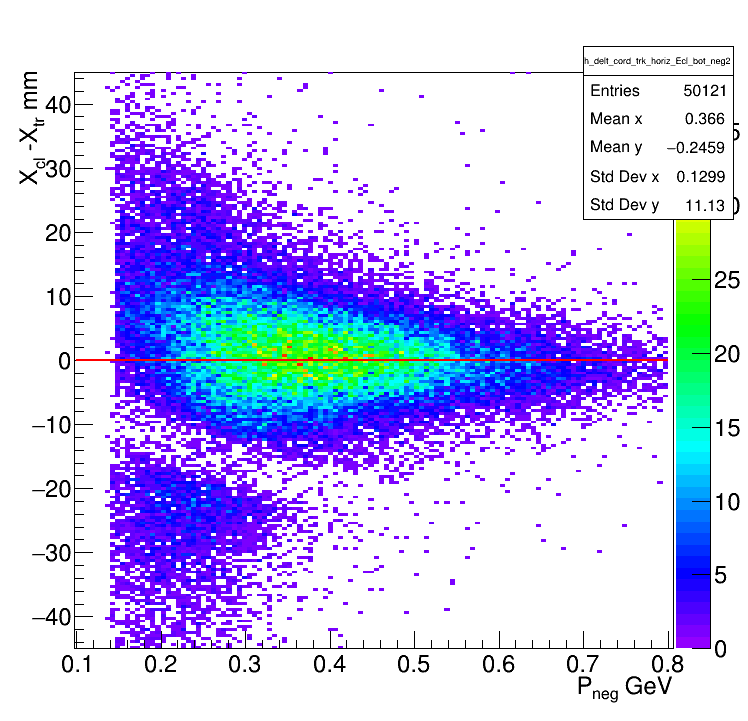 h_delt_cord_trk_horiz_Ecl_bot_neg2
Entries 50121
Mean x 0.366
Mean y −0.2459
Std Dev x 0.1299
Std Dev y 11.13
X_cl -X_tr mm
40
30
20
10
0
−10
−20
−30
−40
0.1 0.2 0.3 0.4 0.5 0.6 0.7 0.8
P_neg GeV
25
20
15
10
5
0